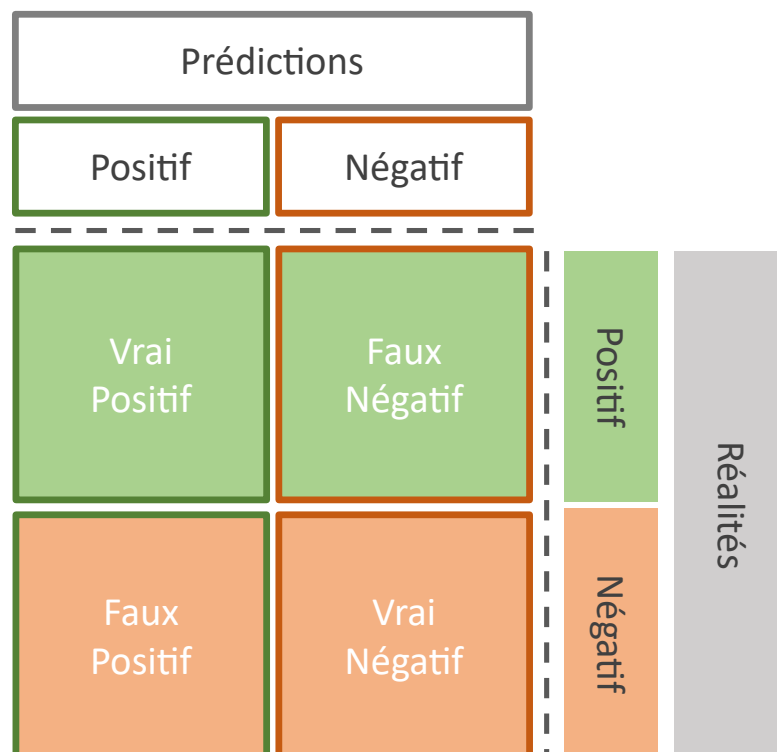 Prédictions
Positif
Négatif
Vrai
Positif
Faux
Négatif
Positif
Réalités
Faux
Positif
Vrai
Négatif
Négatif